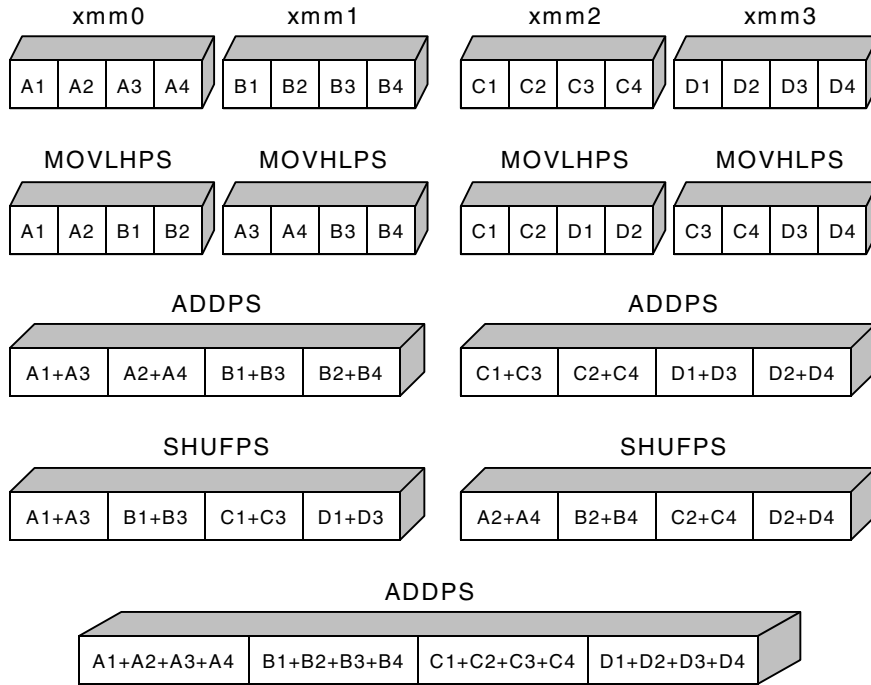 xmm0 xmm1 xmm2 xmm3
A1 A2 A3 A4 B1 B2 B3 B4 C1 C2 C3 C4 D1 D2 D3 D4
MOVLHPS MOVHLPS MOVLHPS MOVHLPS
A1 A2 B1 B2 A3 A4 B3 B4 C1 C2 D1 D2 C3 C4 D3 D4
ADDPS ADDPS
A1+A3 A2+A4 B1+B3 B2+B4 C1+C3 C2+C4 D1+D3 D2+D4
SHUFPS SHUFPS
A1+A3 B1+B3 C1+C3 D1+D3 A2+A4 B2+B4 C2+C4 D2+D4
ADDPS
A1+A2+A3+A4 B1+B2+B3+B4 C1+C2+C3+C4 D1+D2+D3+D4